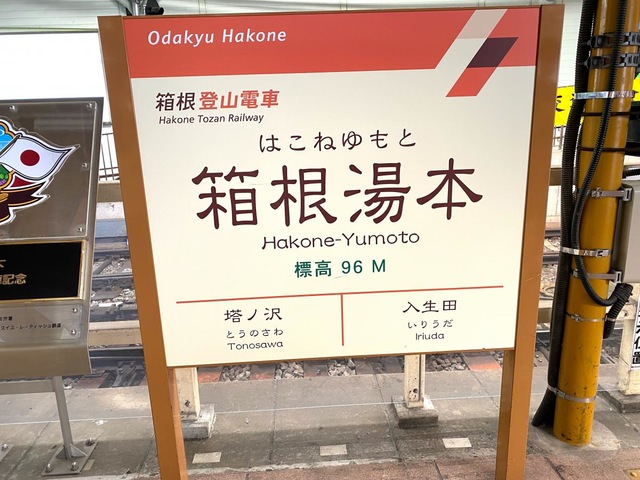 Odakyu Hakone
箱根登山電車
Hakone Tozan Railway
はこねゆもと
箱根湯本
Hakone-Yumoto
標高 96 M
塔ノ沢
とうのさわ
Tonosawa
入生田
いりうだ
Iriuda
記念